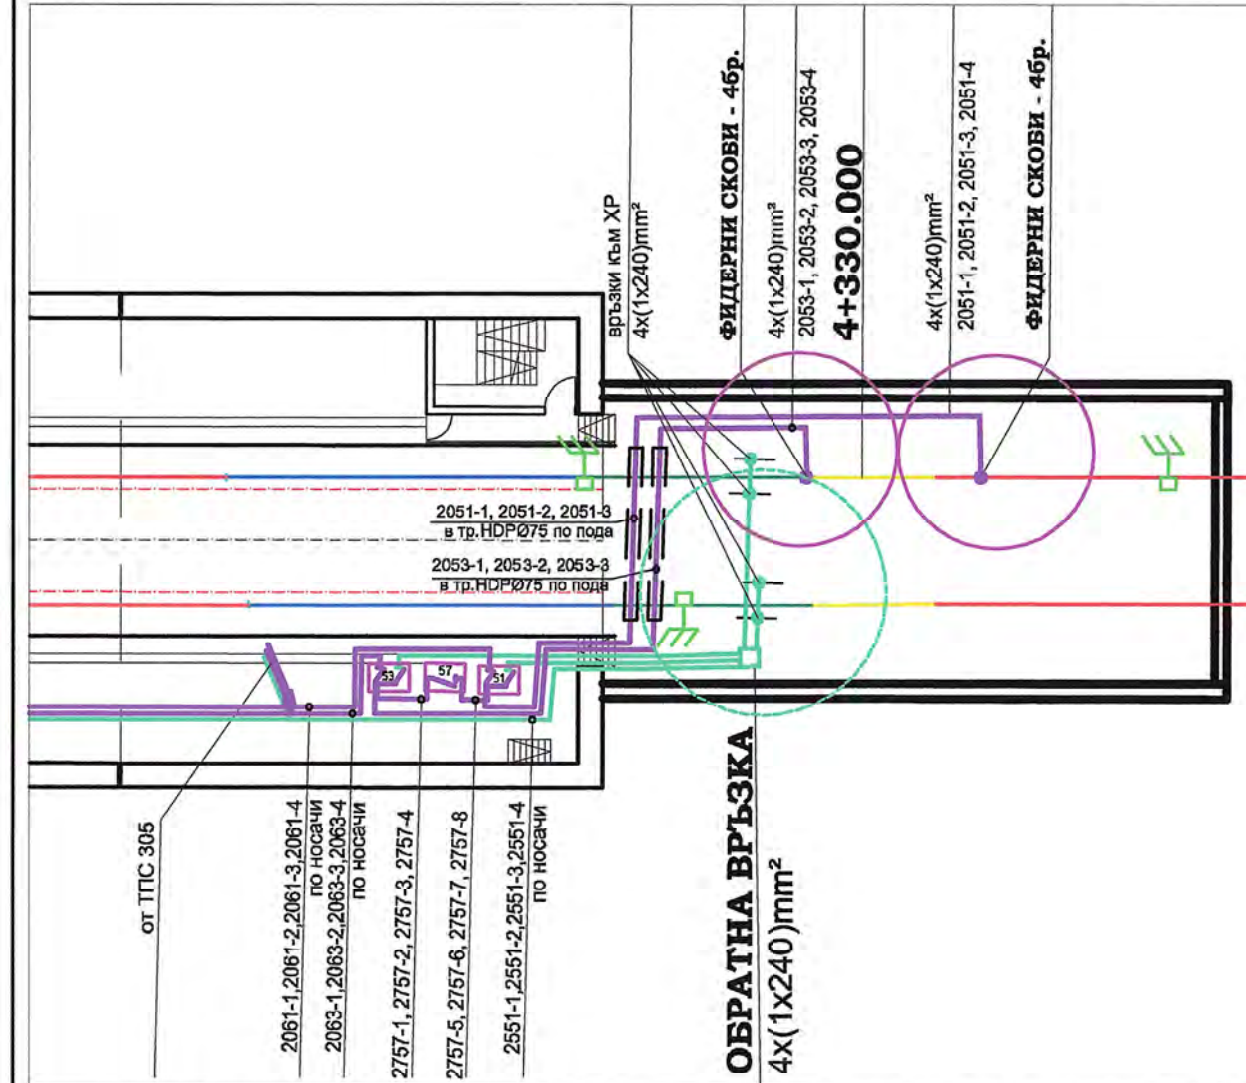 връзки към ХР
4x(1x240)mm²
ФИДЕРНИ СКОБИ - 4бр.
4x(1x240)mm²
2053-1, 2053-2, 2053-3, 2053-4
4+330.000
4x(1x240)mm²
2051-1, 2051-2, 2051-3, 2051-4
ФИДЕРНИ СКОБИ - 4бр.
2051-1, 2051-2, 2051-3
в тр.HDPØ75 по пода
2053-1, 2053-2, 2053-3
в тр.HDPØ75 по пода
53
57
51
от ТПС 305
2061-1,2061-2,2061-3,2061-4
по носачи
2063-1,2063-2,2063-3,2063-4
по носачи
2757-1, 2757-2, 2757-3, 2757-4
2757-5, 2757-6, 2757-7, 2757-8
2551-1,2551-2,2551-3,2551-4
по носачи
ОБРАТНА ВРЪЗКА
4x(1x240)mm²